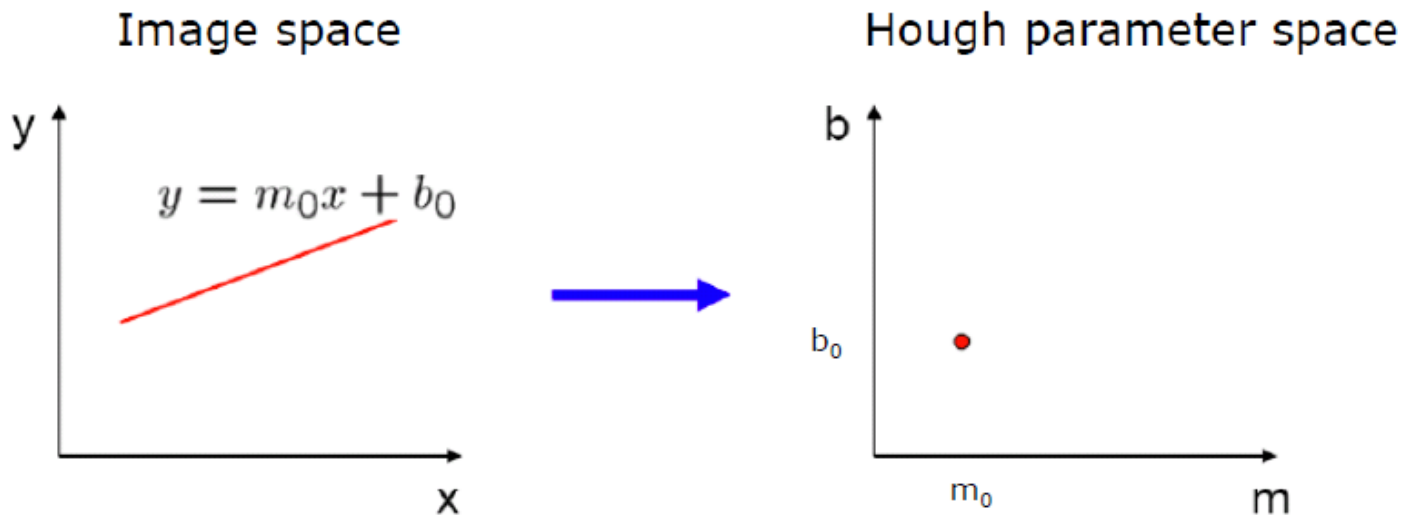 Image space
Hough parameter space
y
y = m₀x + b₀
x
b
b₀
m₀
m